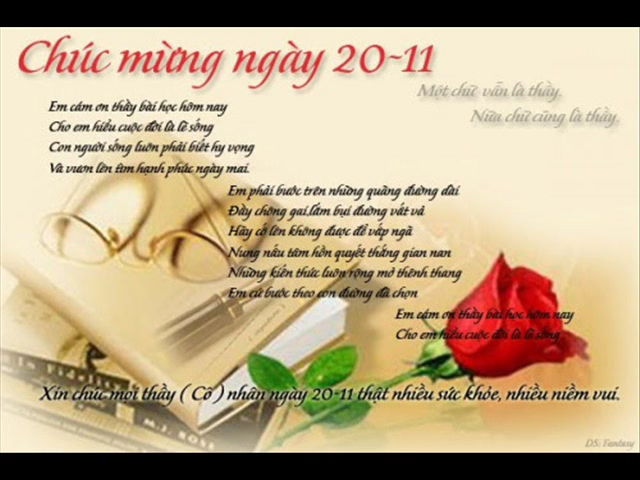 Chúc mừng ngày 20-11
Một chữ vẫn là thầy.
Nửa chữ cũng là thầy.
Em cám ơn thầy bài học hôm nay
Cho em hiểu cuộc đời là lẽ sống
Con người sống luôn phải biết hy vọng
Và vươn lên tìm hạnh phúc ngày mai.
Em phải bước trên những quãng đường dài
Đầy chông gai,lắm bụi đường vất vả
Hãy cố lên không được để vấp ngã
Nung nấu tâm hồn quyết thắng gian nan
Những kiến thức luôn rộng mở thênh thang
Em cứ bước theo con đường đã chọn
Em cám ơn thầy bài học hôm nay
Cho em hiểu cuộc đời là lẽ sống
Xin chúc mọi thầy ( Cô ) nhân ngày 20-11 thật nhiều sức khỏe, nhiều niềm vui.
M.J. ROSE
DS: Fantasy